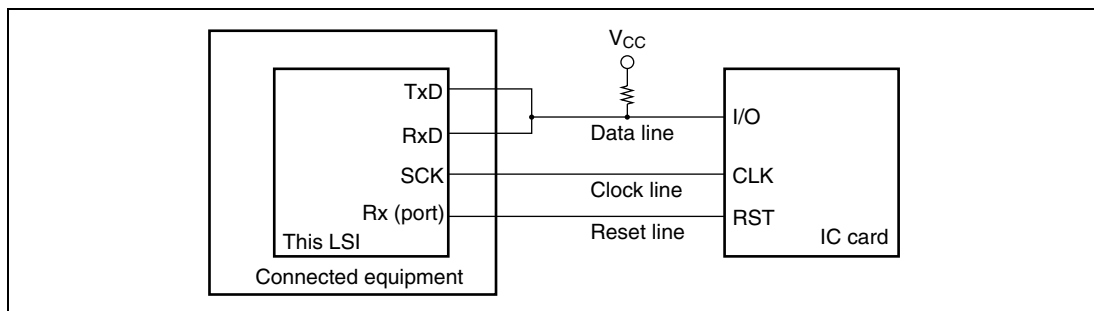 VCC
TxD
RxD
SCK
Rx (port)
This LSI
Connected equipment
Data line
Clock line
Reset line
I/O
CLK
RST
IC card